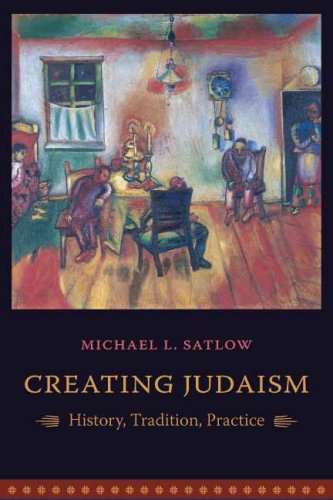 MICHAEL L. SATLOW
CREATING JUDAISM
History, Tradition, Practice